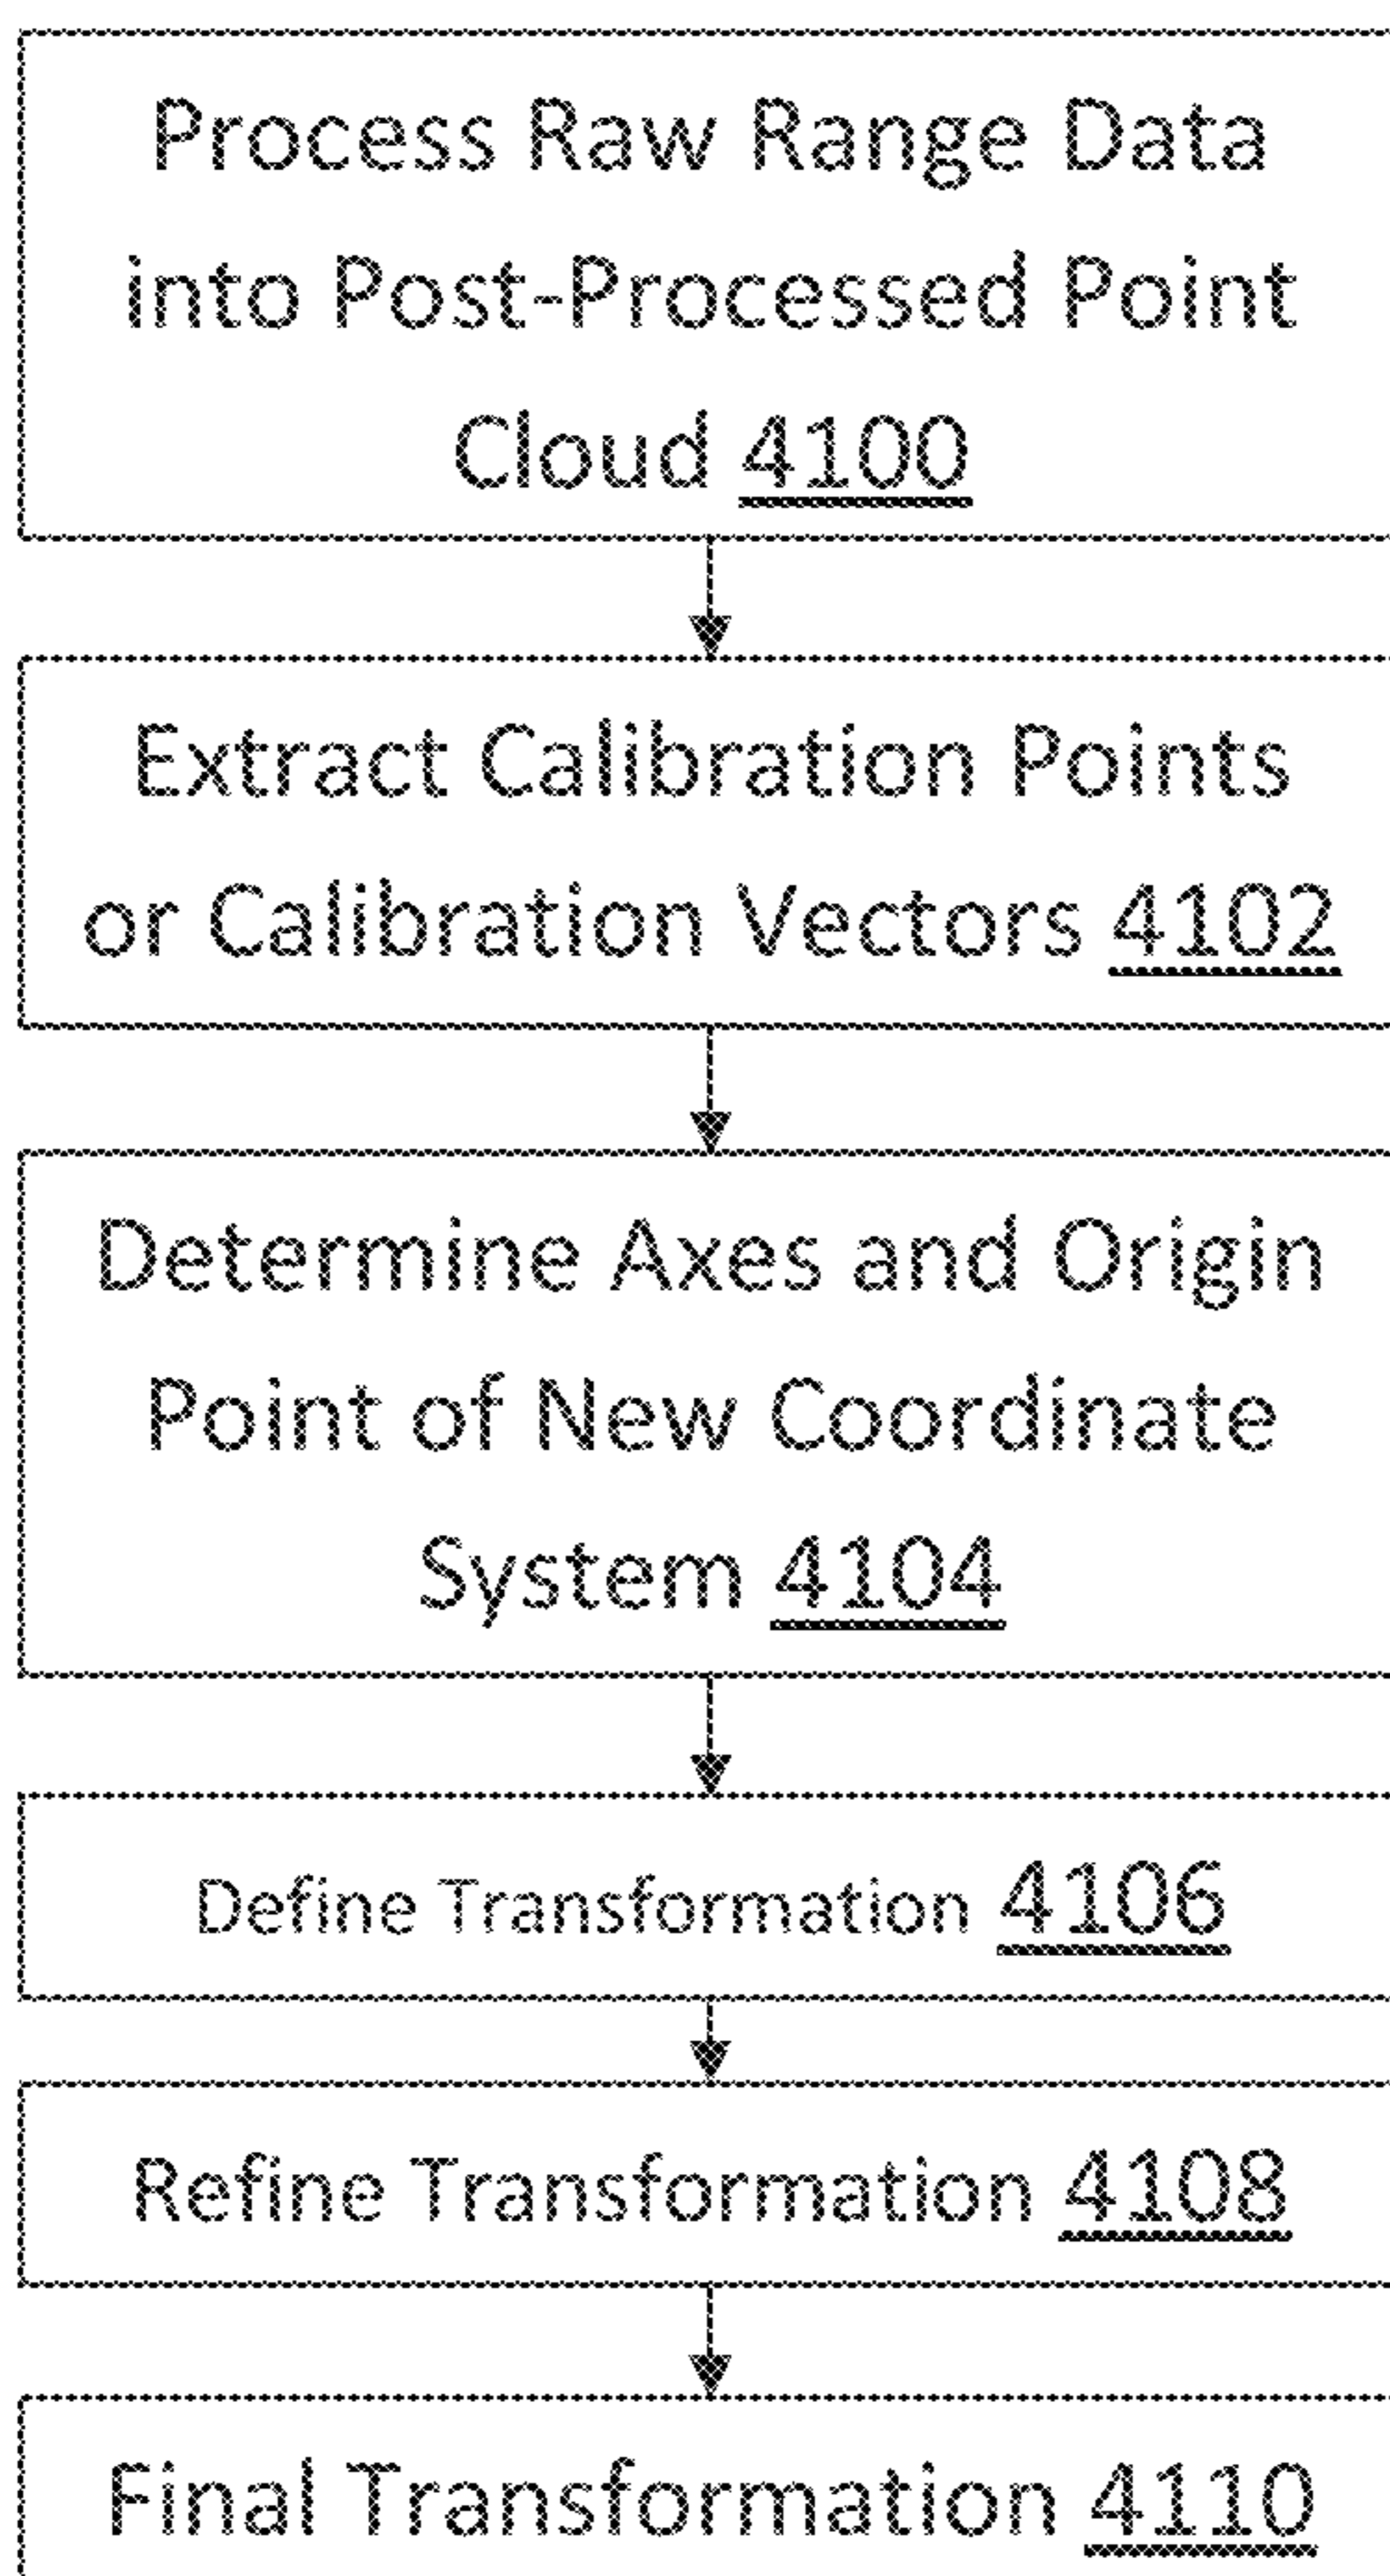 Process Raw Range Data
into Post-Processed Point
Cloud 4100
Extract Calibration Points
or Calibration Vectors 4102
Determine Axes and Origin
Point of New Coordinate
System 4104
Define Transformation 4106
Refine Transformation 4108
Final Transformation 4110